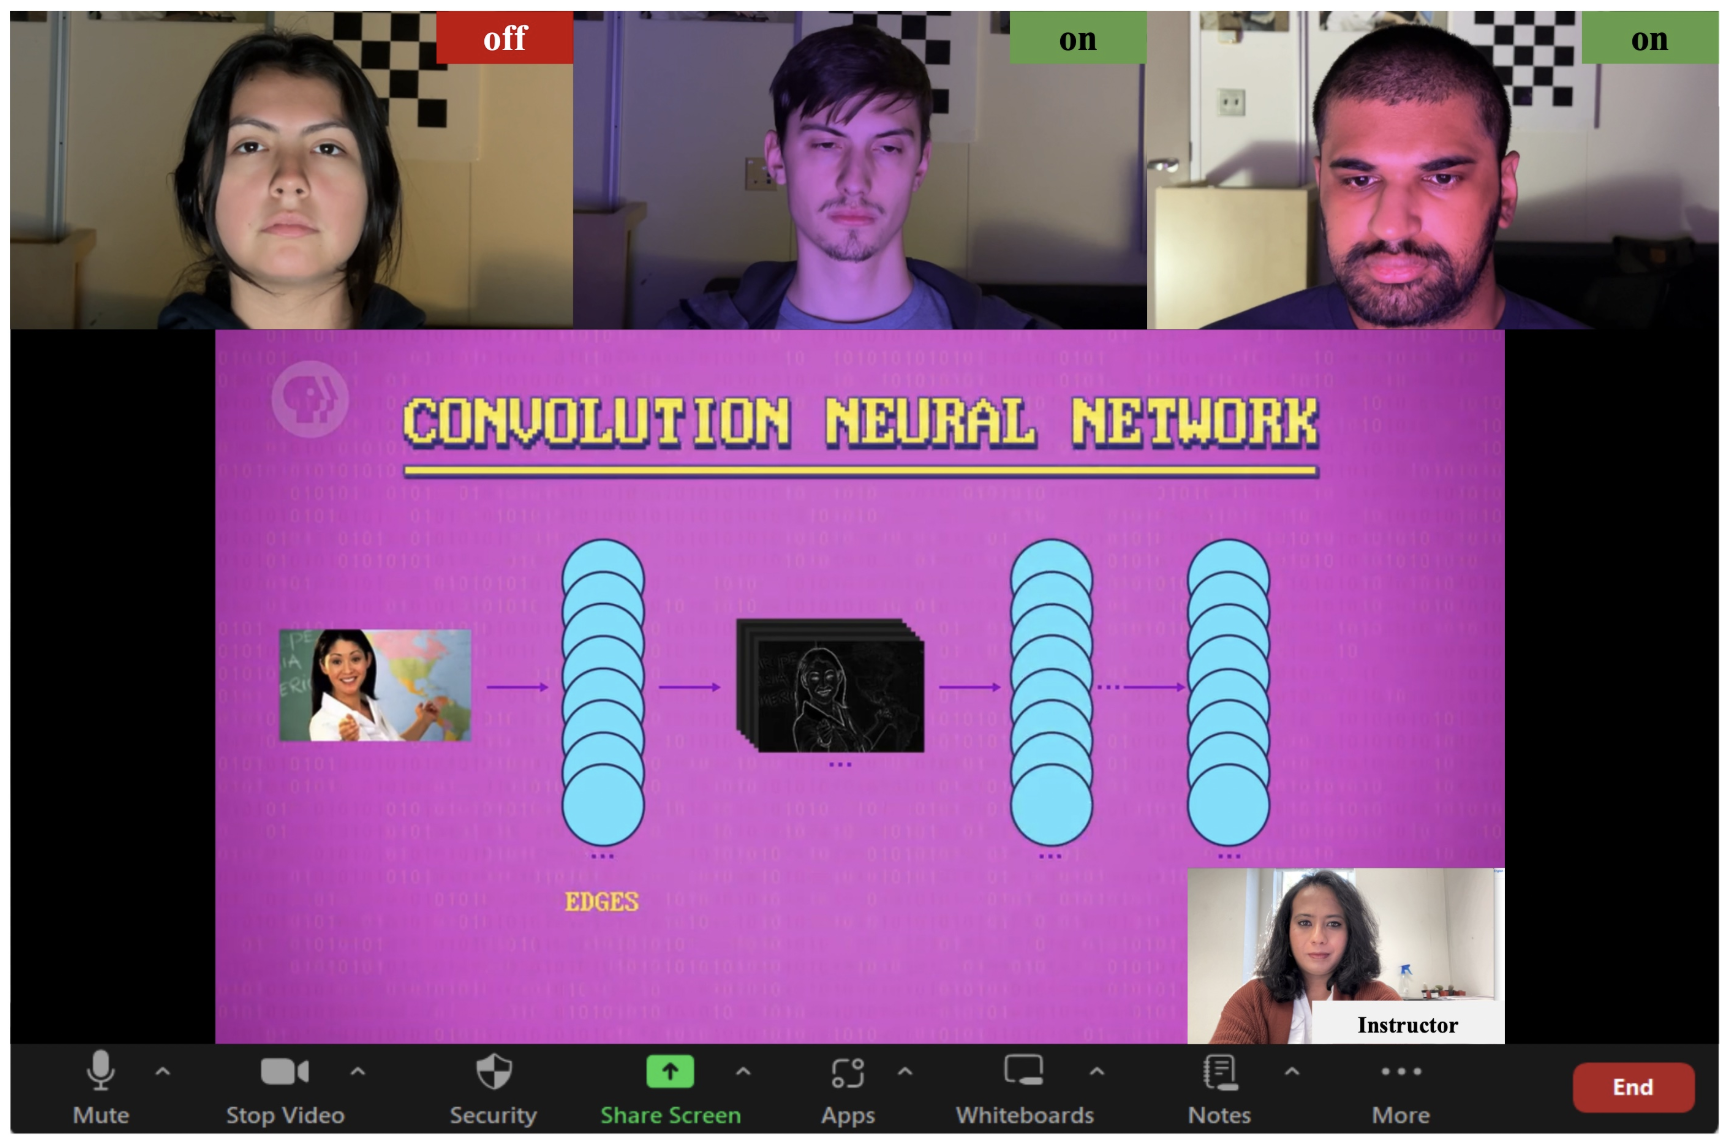 off
on
on
CONVOLUTION NEURAL NETWORK
EDGES
Instructor
Mute
Stop Video
Security
Share Screen
Apps
Whiteboards
Notes
More
End